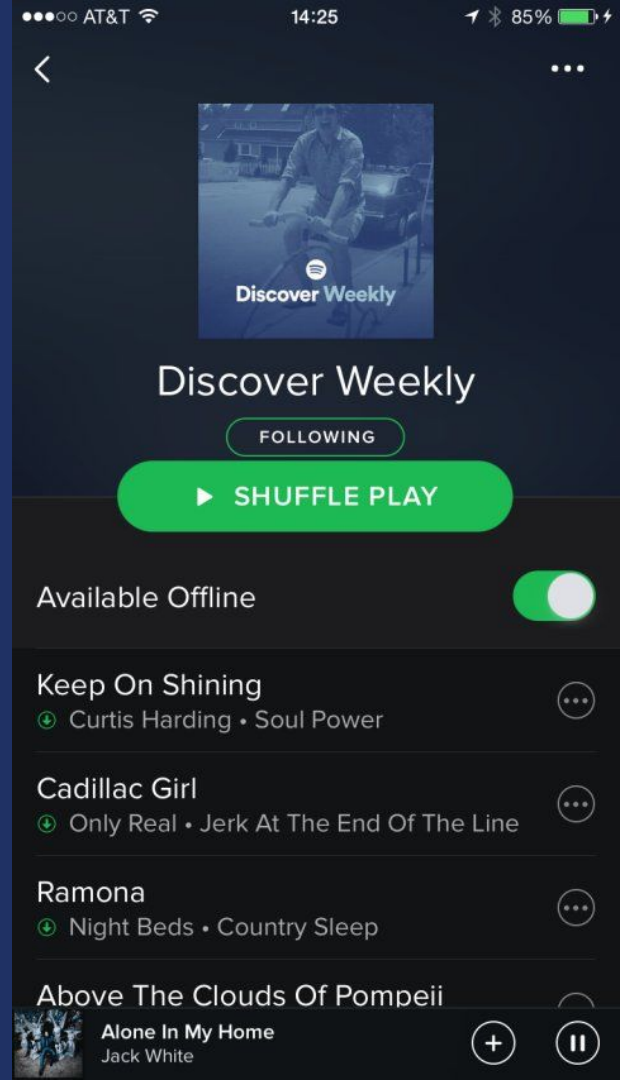 ●●●○○ AT&T 14:25 85%
Discover Weekly
Discover Weekly
FOLLOWING
SHUFFLE PLAY
Available Offline
Keep On Shining
Curtis Harding • Soul Power
Cadillac Girl
Only Real • Jerk At The End Of The Line
Ramona
Night Beds • Country Sleep
Above The Clouds Of Pompeii
Alone In My Home
Jack White